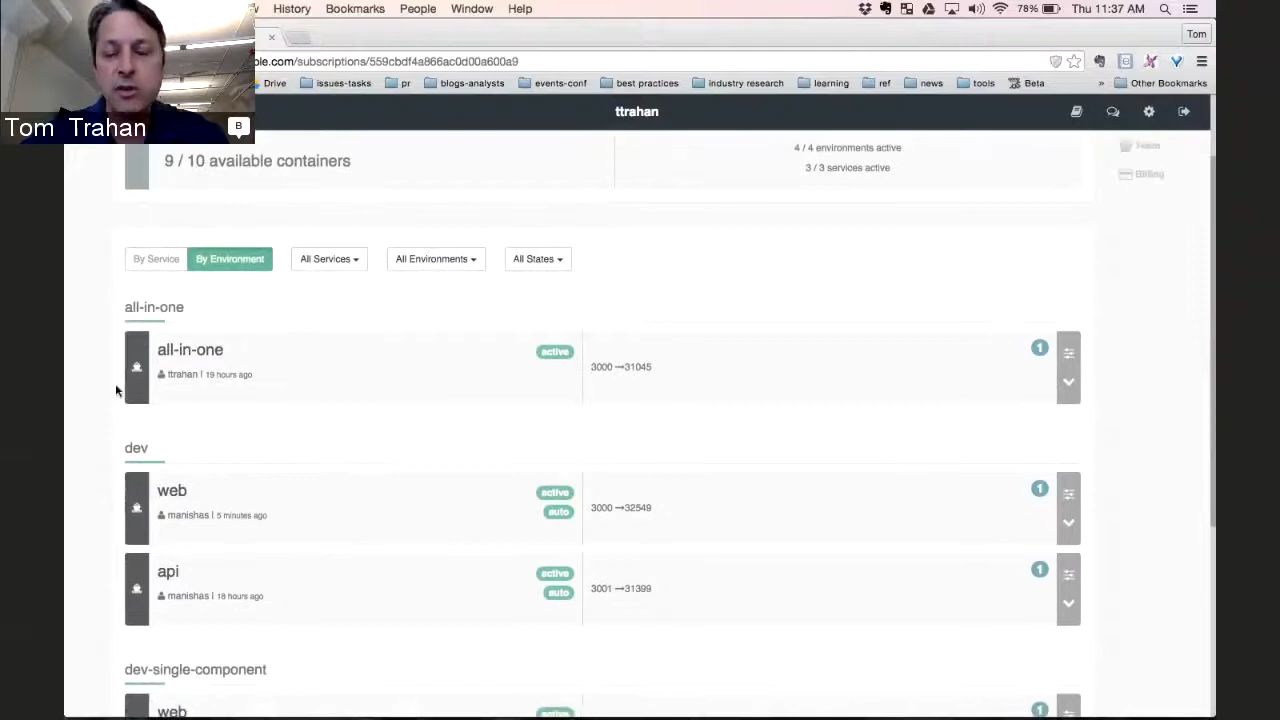 History Bookmarks People Window Help 78% Thu 11:37 AM
Tom
ple.com/subscriptions/559cbdf4a866ac0d00a600a9
Drive issues-tasks pr blogs-analysts events-conf best practices industry research learning ref news tools Beta » Other Bookmarks
Tom Trahan B
ttrahan
9 / 10 available containers
4 / 4 environments active
3 / 3 services active
Team
Billing
By Service By Environment All Services All Environments All States
all-in-one
all-in-one active 3000 →31045 1
ttrahan | 19 hours ago
dev
web active 3000 →32549 1
manishas | 5 minutes ago auto
api active 3001 →31399 1
manishas | 18 hours ago auto
dev-single-component
web active 1